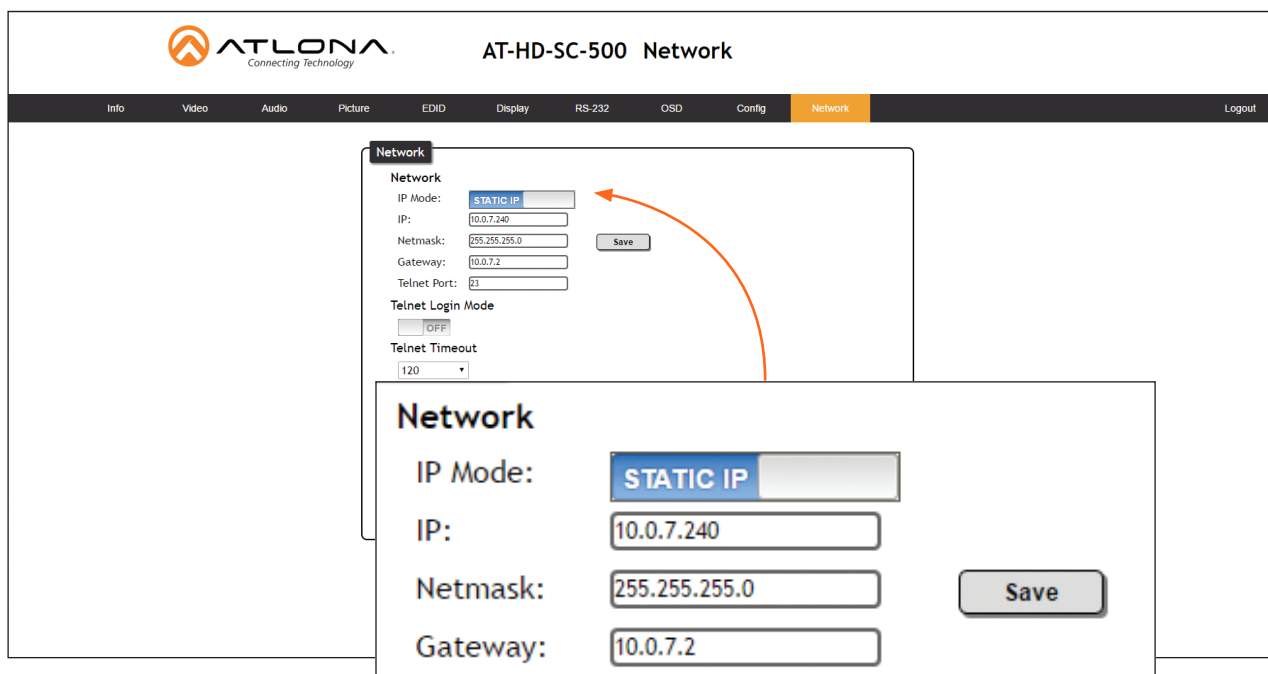 ATLONA.
Connecting Technology
AT-HD-SC-500 Network
Info Video Audio Picture EDID Display RS-232 OSD Config Network Logout
Network
Network
IP Mode: STATIC IP
IP: 10.0.7.240
Netmask: 255.255.255.0 Save
Gateway: 10.0.7.2
Telnet Port: 23
Telnet Login Mode
OFF
Telnet Timeout
120
Network
IP Mode: STATIC IP
IP: 10.0.7.240
Netmask: 255.255.255.0 Save
Gateway: 10.0.7.2